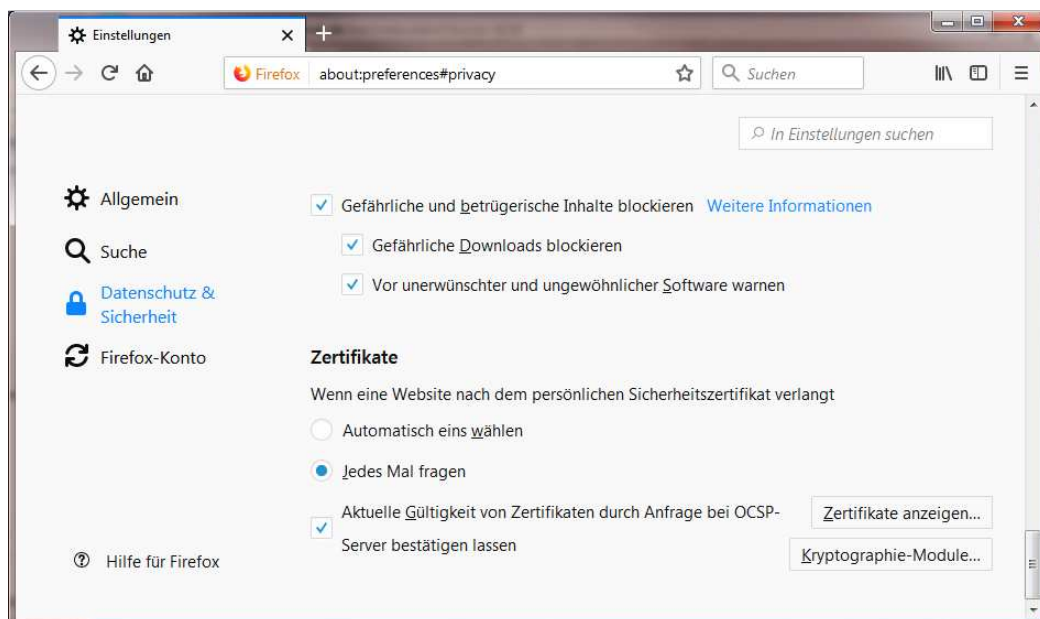 Einstellungen
Firefox about:preferences#privacy Suchen
In Einstellungen suchen
Allgemein
Suche
Datenschutz &
Sicherheit
Firefox-Konto
Hilfe für Firefox
Gefährliche und betrügerische Inhalte blockieren Weitere Informationen
Gefährliche Downloads blockieren
Vor unerwünschter und ungewöhnlicher Software warnen
Zertifikate
Wenn eine Website nach dem persönlichen Sicherheitszertifikat verlangt
Automatisch eins wählen
Jedes Mal fragen
Aktuelle Gültigkeit von Zertifikaten durch Anfrage bei OCSP-
Server bestätigen lassen
Zertifikate anzeigen...
Kryptographie-Module...